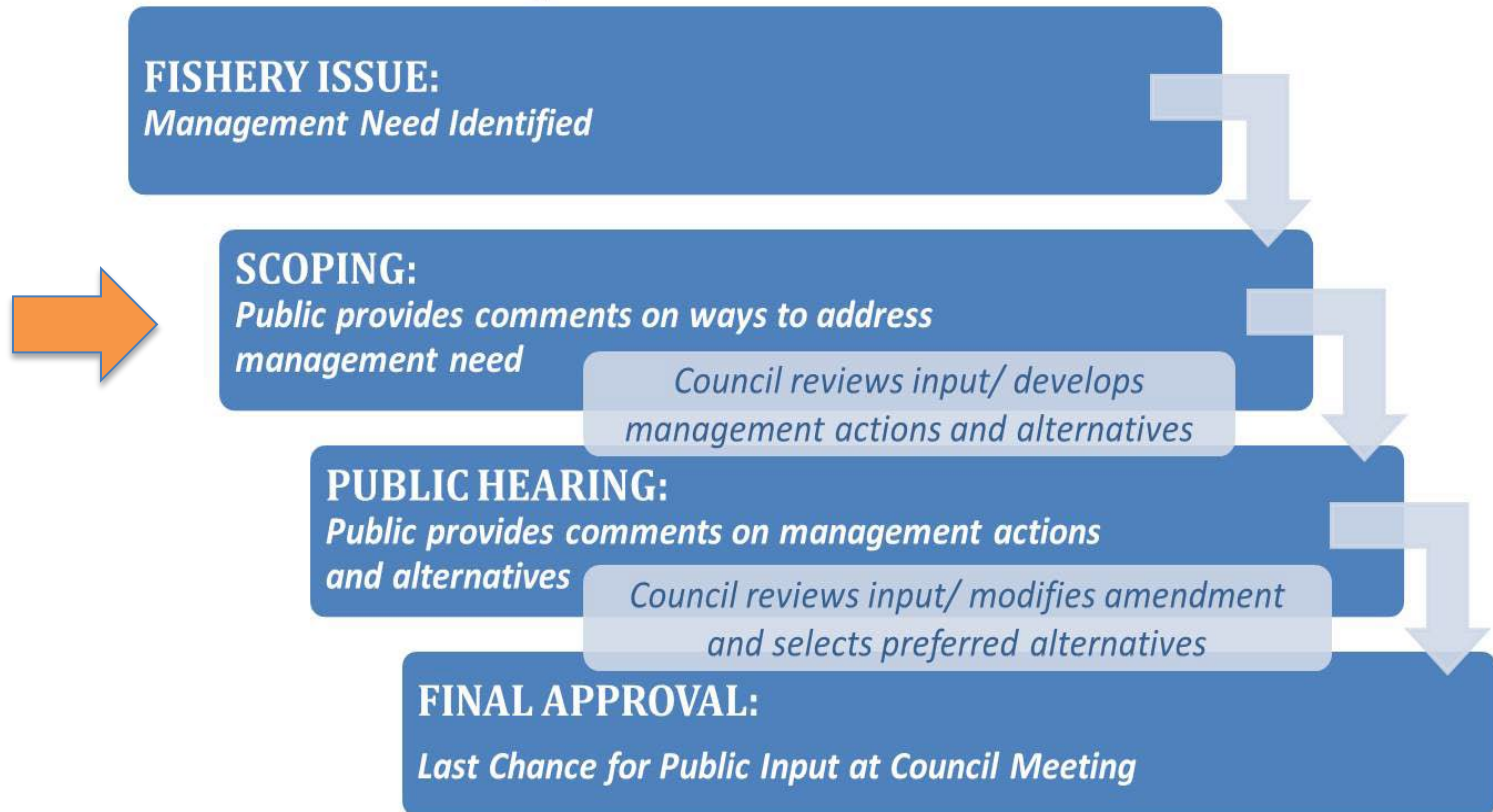 FISHERY ISSUE:
Management Need Identified
SCOPING:
Public provides comments on ways to address
management need
Council reviews input/ develops
management actions and alternatives
PUBLIC HEARING:
Public provides comments on management actions
and alternatives
Council reviews input/ modifies amendment
and selects preferred alternatives
FINAL APPROVAL:
Last Chance for Public Input at Council Meeting